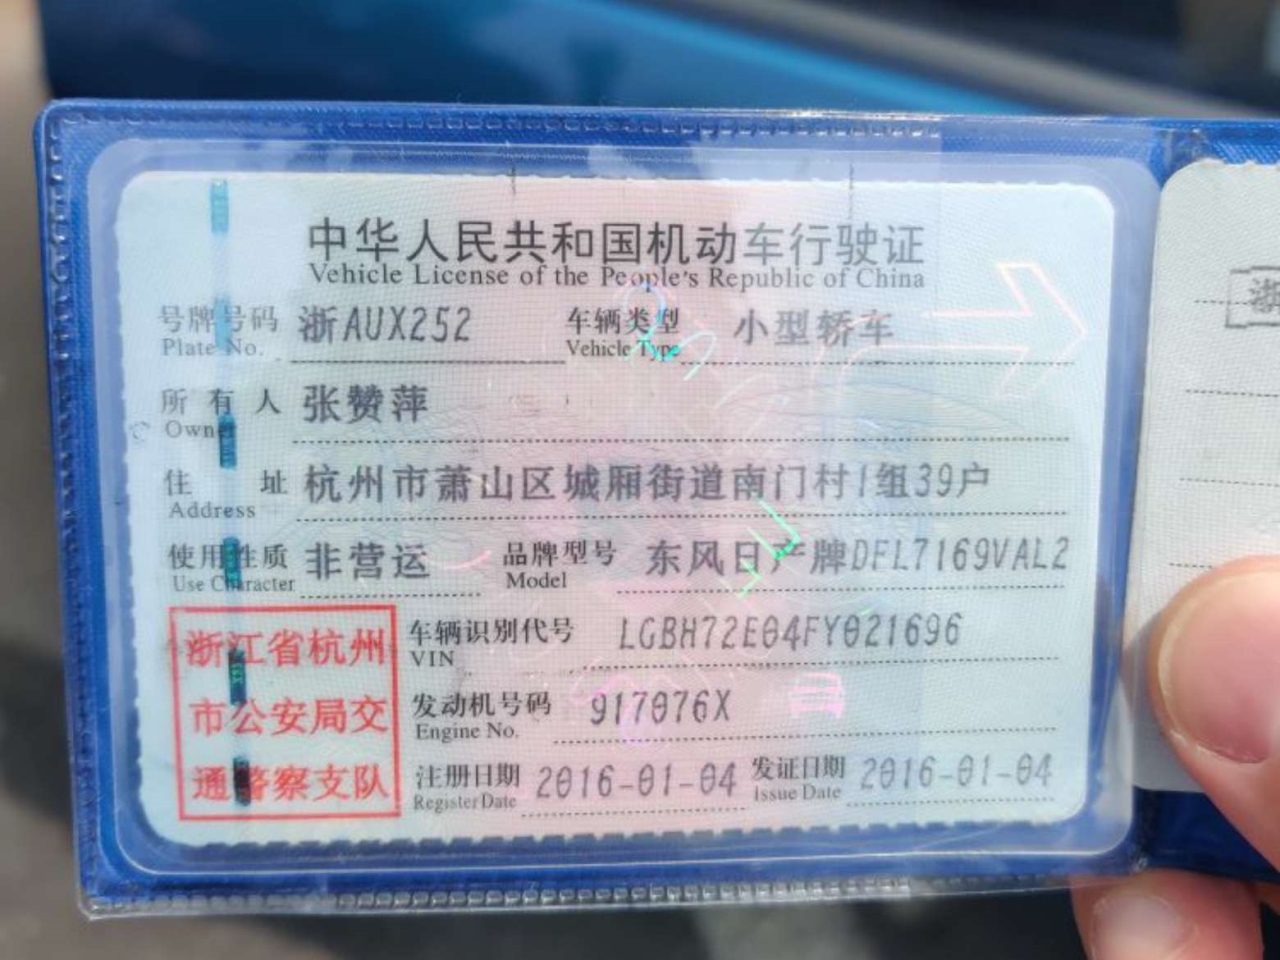 中华人民共和国机动车行驶证
Vehicle License of the People's Republic of China
号牌号码 浙AUX252 车辆类型 小型轿车
Plate No. Vehicle Type
所有人 张赞萍
Owner
住址 杭州市萧山区城厢街道南门村1组39户
Address
使用性质 非营运 品牌型号 东风日产牌DFL7169VAL2
Use Character Model
浙江省杭州
市公安局交
通警察支队
车辆识别代号 LGBH72E04FY021696
VIN
发动机号码 917076X
Engine No.
注册日期 2016-01-04 发证日期 2016-01-04
Register Date Issue Date